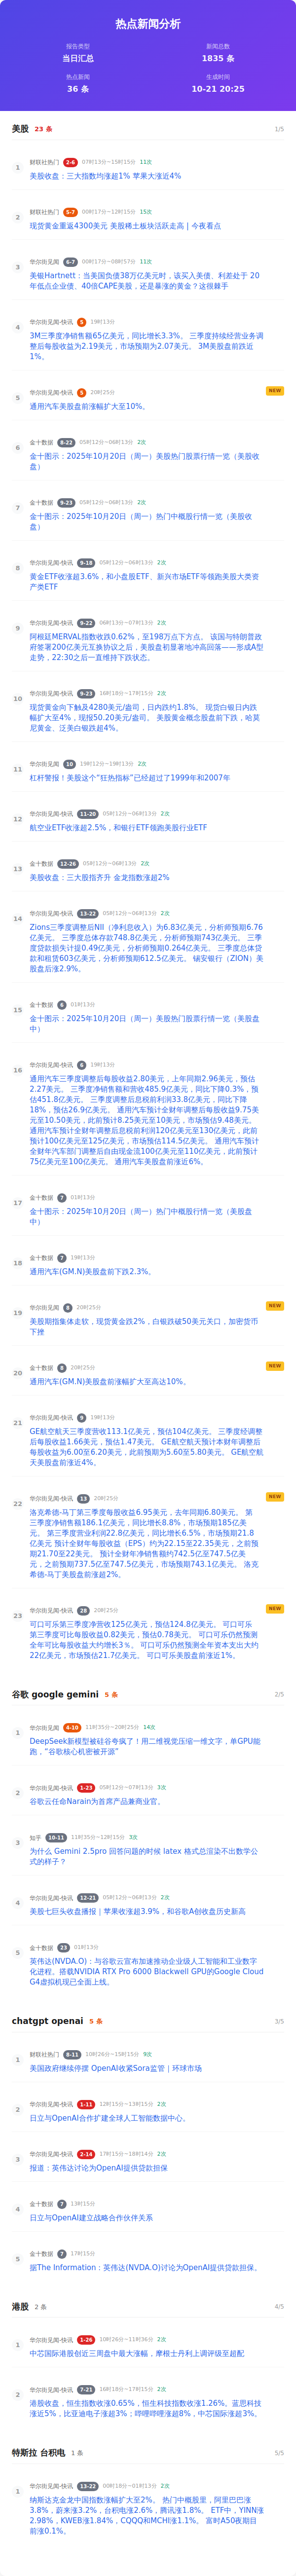 热点新闻分析
报告类型
新闻总数
当日汇总
1835 条
热点新闻
生成时间
36 条
10-21 20:25
美股 23 条 1/5
1
财联社热门 2-6 07时13分~15时15分 11次
美股收盘：三大指数均涨超1% 苹果大涨近4%
2
财联社热门 5-7 00时17分~12时15分 15次
现货黄金重返4300美元 美股稀土板块活跃走高 | 今夜看点
3
华尔街见闻 6-7 00时17分~08时57分 11次
美银Hartnett：当美国负债38万亿美元时，该买入美债、利差处于 20
年低点企业债、40倍CAPE美股，还是暴涨的黄金？这很棘手
4
华尔街见闻-快讯 5 19时13分
3M三季度净销售额65亿美元，同比增长3.3%。 三季度持续经营业务调
整后每股收益为2.19美元，市场预期为2.07美元。 3M美股盘前跌近
1%。
5
华尔街见闻-快讯 5 20时25分 NEW
通用汽车美股盘前涨幅扩大至10%。
6
金十数据 8-22 05时12分~06时13分 2次
金十图示：2025年10月20日（周一）美股热门股票行情一览（美股收
盘）
7
金十数据 9-23 05时12分~06时13分 2次
金十图示：2025年10月20日（周一）热门中概股行情一览（美股收
盘）
8
华尔街见闻-快讯 9-18 05时12分~06时13分 2次
黄金ETF收涨超3.6%，和小盘股ETF、新兴市场ETF等领跑美股大类资
产类ETF
9
华尔街见闻-快讯 9-22 06时13分~07时13分 2次
阿根廷MERVAL指数收跌0.62%，至198万点下方点。 该国与特朗普政
府签署200亿美元互换协议之后，美股盘初显著地冲高回落——形成A型
走势，22:30之后一直维持下跌状态。
10
华尔街见闻-快讯 9-23 16时18分~17时15分 2次
现货黄金向下触及4280美元/盎司，日内跌约1.8%。 现货白银日内跌
幅扩大至4%，现报50.20美元/盎司。 美股黄金概念股盘前下跌，哈莫
尼黄金、泛美白银跌超4%。
11
华尔街见闻 10 19时12分~19时13分 2次
杠杆警报！美股这个“狂热指标”已经超过了1999年和2007年
12
华尔街见闻-快讯 11-20 05时12分~06时13分 2次
航空业ETF收涨超2.5%，和银行ETF领跑美股行业ETF
13
金十数据 12-26 05时12分~06时13分 2次
美股收盘：三大股指齐升 金龙指数涨超2%
14
华尔街见闻-快讯 13-22 05时12分~06时13分 2次
Zions三季度调整后NII（净利息收入）为6.83亿美元，分析师预期6.76
亿美元。 三季度总体存款748.8亿美元，分析师预期743亿美元。 三季
度贷款损失计提0.49亿美元，分析师预期0.264亿美元。 三季度总体贷
款和租赁603亿美元，分析师预期612.5亿美元。 锡安银行（ZION）美
股盘后涨2.9%。
15
金十数据 6 01时13分
金十图示：2025年10月20日（周一）美股热门股票行情一览（美股盘
中）
16
华尔街见闻-快讯 6 19时13分
通用汽车三季度调整后每股收益2.80美元，上年同期2.96美元，预估
2.27美元。 三季度净销售额和营收485.9亿美元，同比下降0.3%，预
估451.8亿美元。 三季度调整后息税前利润33.8亿美元，同比下降
18%，预估26.9亿美元。 通用汽车预计全财年调整后每股收益9.75美
元至10.50美元，此前预计8.25美元至10美元，市场预估9.48美元。
通用汽车预计全财年调整后息税前利润120亿美元至130亿美元，此前
预计100亿美元至125亿美元，市场预估114.5亿美元。 通用汽车预计
全财年汽车部门调整后自由现金流100亿美元至110亿美元，此前预计
75亿美元至100亿美元。 通用汽车美股盘前涨近6%。
17
金十数据 7 01时13分
金十图示：2025年10月20日（周一）热门中概股行情一览（美股盘
中）
18
金十数据 7 19时13分
通用汽车(GM.N)美股盘前下跌2.3%。
19
华尔街见闻 8 20时25分 NEW
美股期指集体走软，现货黄金跌2%，白银跌破50美元关口，加密货币
下挫
20
金十数据 8 20时25分 NEW
通用汽车(GM.N)美股盘前涨幅扩大至高达10%。
21
华尔街见闻-快讯 9 19时13分
GE航空航天三季度营收113.1亿美元，预估104亿美元。 三季度经调整
后每股收益1.66美元，预估1.47美元。 GE航空航天预计本财年调整后
每股收益为6.00至6.20美元，此前预期为5.60至5.80美元。 GE航空航
天美股盘前涨近4%。
22
华尔街见闻-快讯 13 20时25分 NEW
洛克希德-马丁第三季度每股收益6.95美元，去年同期6.80美元。 第
三季度净销售额186.1亿美元，同比增长8.8%，市场预期185亿美
元。 第三季度营业利润22.8亿美元，同比增长6.5%，市场预期21.8
亿美元 预计全财年每股收益（EPS）约为22.15至22.35美元，之前预
期21.70至22美元。 预计全财年净销售额约742.5亿至747.5亿美
元，之前预期737.5亿至747.5亿美元，市场预期743.1亿美元。 洛克
希德-马丁美股盘前涨超2%。
23
华尔街见闻-快讯 28 20时25分 NEW
可口可乐第三季度净营收125亿美元，预估124.8亿美元。 可口可乐
第三季度可比每股收益0.82美元，预估0.78美元。 可口可乐仍然预测
全年可比每股收益大约增长3%。 可口可乐仍然预测全年资本支出大约
22亿美元，市场预估21.7亿美元。 可口可乐美股盘前涨近1%。
谷歌 google gemini 5 条 2/5
1
华尔街见闻 4-10 11时35分~20时25分 14次
DeepSeek新模型被硅谷夸疯了！用二维视觉压缩一维文字，单GPU能
跑，“谷歌核心机密被开源”
2
华尔街见闻-快讯 1-23 05时12分~07时13分 3次
谷歌云任命Narain为首席产品兼商业官。
3
知乎 10-11 11时35分~12时15分 3次
为什么 Gemini 2.5pro 回答问题的时候 latex 格式总渲染不出数学公
式的样子？
4
华尔街见闻-快讯 12-21 05时12分~06时13分 2次
美股七巨头收盘播报｜苹果收涨超3.9%，和谷歌A创收盘历史新高
5
金十数据 23 01时13分
英伟达(NVDA.O)：与谷歌云宣布加速推动企业级人工智能和工业数字
化进程。搭载NVIDIA RTX Pro 6000 Blackwell GPU的Google Cloud
G4虚拟机现已全面上线。
chatgpt openai 5 条 3/5
1
财联社热门 8-11 10时26分~15时15分 9次
美国政府继续停摆 OpenAI收紧Sora监管｜环球市场
2
华尔街见闻-快讯 1-11 12时15分~13时15分 2次
日立与OpenAI合作扩建全球人工智能数据中心。
3
华尔街见闻-快讯 2-14 17时15分~18时14分 2次
报道：英伟达讨论为OpenAI提供贷款担保
4
金十数据 7 13时15分
日立与OpenAI建立战略合作伙伴关系
5
金十数据 7 17时15分
据The Information：英伟达(NVDA.O)讨论为OpenAI提供贷款担保。
港股 2 条 4/5
1
华尔街见闻-快讯 1-26 10时26分~11时36分 2次
中芯国际港股创近三周盘中最大涨幅，摩根士丹利上调评级至超配
2
华尔街见闻-快讯 7-21 16时18分~17时15分 2次
港股收盘，恒生指数收涨0.65%，恒生科技指数收涨1.26%。蓝思科技
涨近5%，比亚迪电子涨超3%；哔哩哔哩涨超8%，中芯国际涨超3%。
特斯拉 台积电 1 条 5/5
1
华尔街见闻-快讯 13-22 00时18分~01时13分 2次
纳斯达克金龙中国指数涨幅扩大至2%。 热门中概股里，阿里巴巴涨
3.8%，蔚来涨3.2%，台积电涨2.6%，腾讯涨1.8%。 ETF中，YINN涨
2.98%，KWEB涨1.84%，CQQQ和MCHI涨1.1%。 富时A50夜期目
前涨0.1%。